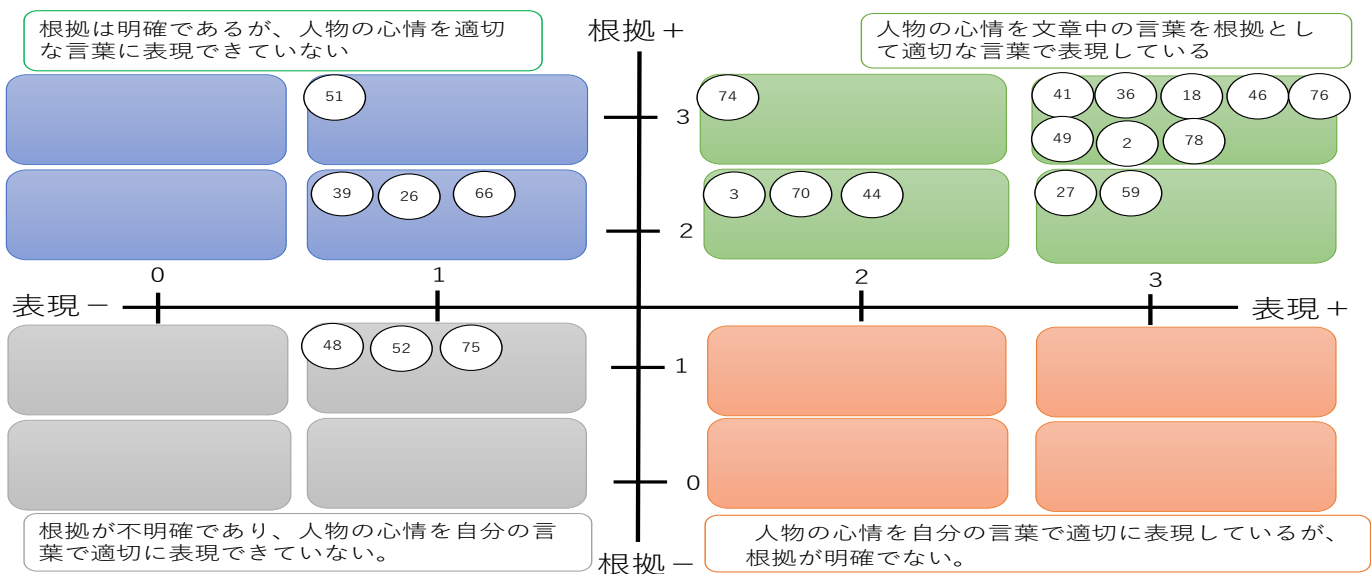 根拠は明確であるが、人物の心情を適切
な言葉に表現できていない
根拠+
人物の心情を文章中の言葉を根拠とし
て適切な言葉で表現している
51
74
41 36 18 46 76
3
49 2 78
39 26 66
3 70 44
27 59
2
0 1 2 3
表現-
表現+
48 52 75
1
0
根拠が不明確であり、人物の心情を自分の言
葉で適切に表現できていない。
人物の心情を自分の言葉で適切に表現しているが、
根拠が明確でない。
根拠-